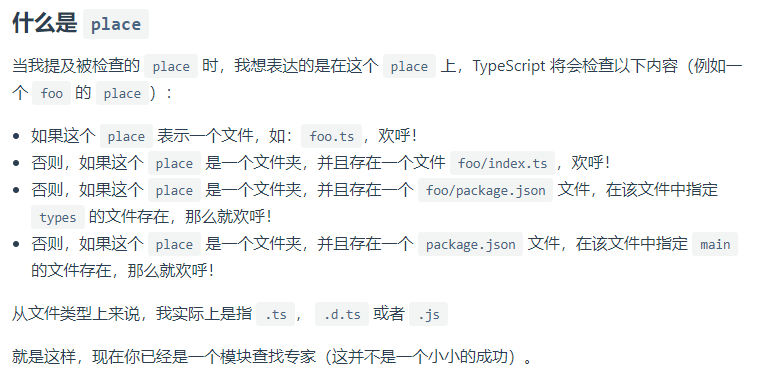 什么是 place
当我提及被检查的 place 时，我想表达的是在这个 place 上，TypeScript 将会检查以下内容（例如一
个 foo 的 place）：
如果这个 place 表示一个文件，如：foo.ts，欢呼！
否则，如果这个 place 是一个文件夹，并且存在一个文件 foo/index.ts，欢呼！
否则，如果这个 place 是一个文件夹，并且存在一个 foo/package.json 文件，在该文件中指定
types 的文件存在，那么就欢呼！
否则，如果这个 place 是一个文件夹，并且存在一个 package.json 文件，在该文件中指定 main
的文件存在，那么就欢呼！
从文件类型上来说，我实际上是指 .ts， .d.ts 或者 .js
就是这样，现在你已经是一个模块查找专家（这并不是一个小小的成功）。